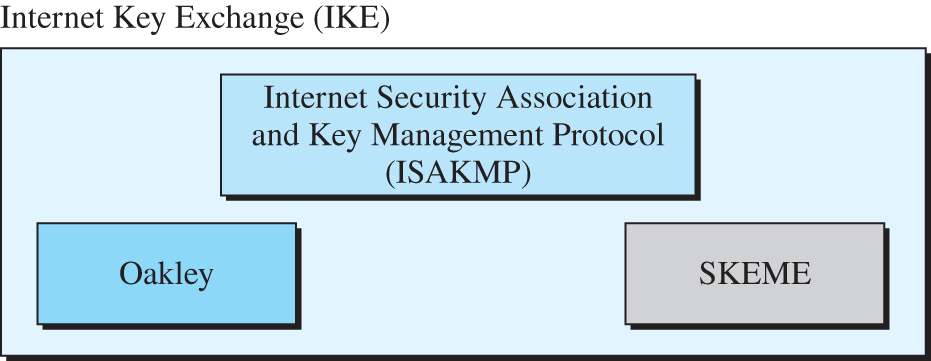 Internet Key Exchange (IKE)
Internet Security Association
and Key Management Protocol
(ISAKMP)
Oakley
SKEME